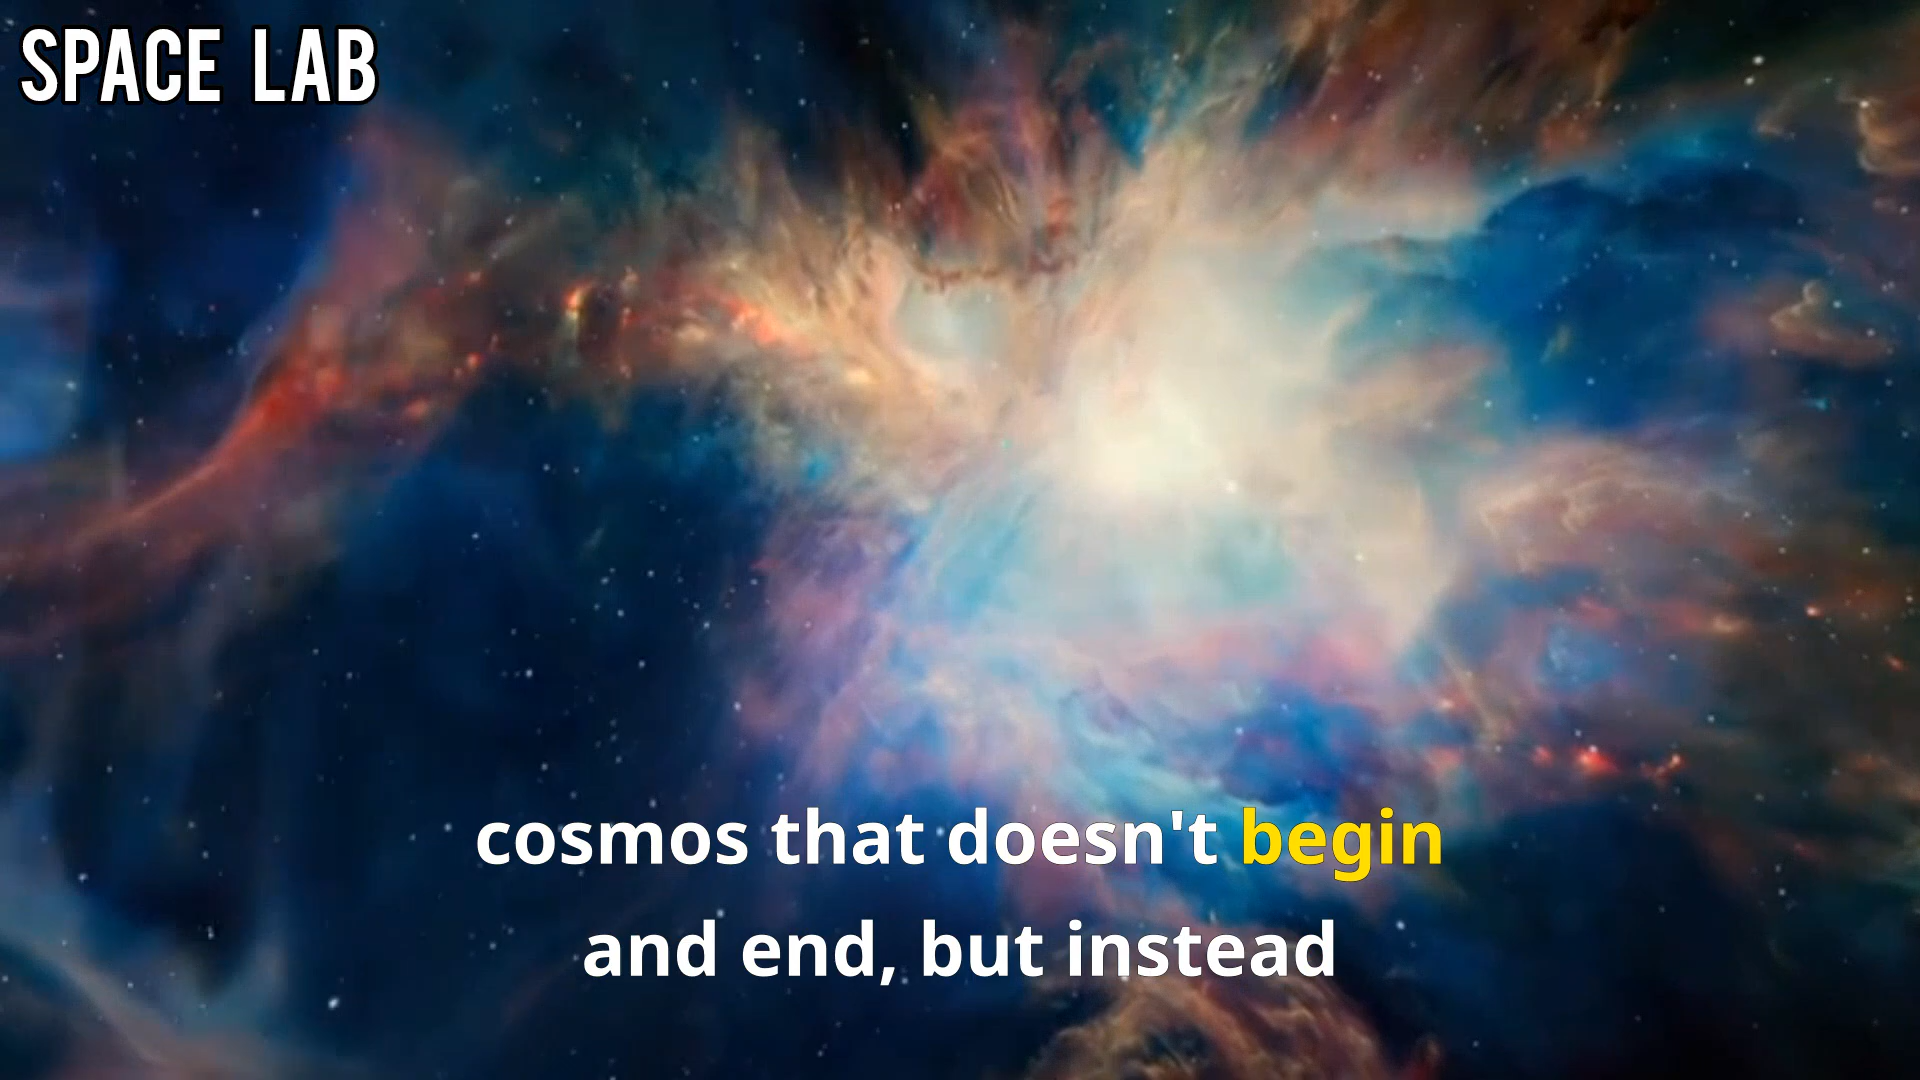 SPACE LAB
cosmos that doesn't begin
and end, but instead